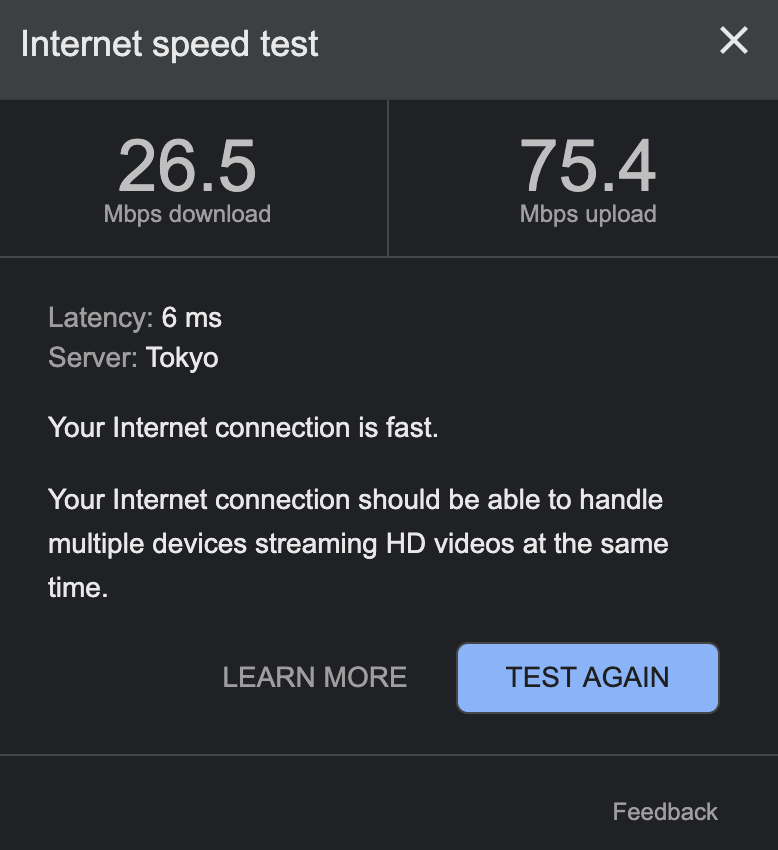 Internet speed test
26.5
Mbps download
75.4
Mbps upload
Latency: 6 ms
Server: Tokyo
Your Internet connection is fast.
Your Internet connection should be able to handle
multiple devices streaming HD videos at the same
time.
LEARN MORE
TEST AGAIN
Feedback